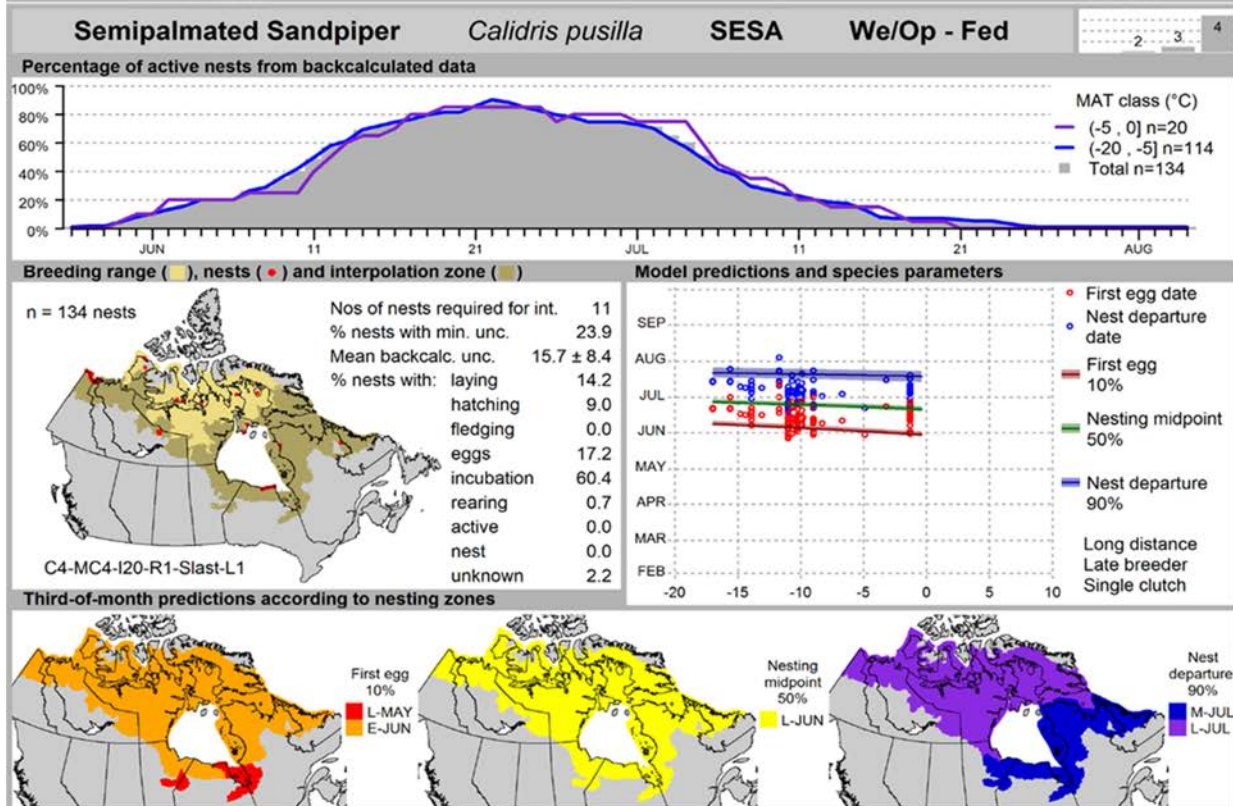 Semipalmated Sandpiper Calidris pusilla SESA We/Op - Fed
2 3 4
Percentage of active nests from backcalculated data
100%
80%
60%
40%
20%
0%
JUN 11 21 JUL 11 21 AUG
MAT class (°C)
(-5 , 0] n=20
(-20 , -5] n=114
Total n=134
Breeding range ( ), nests ( ) and interpolation zone ( )
n = 134 nests
Nos of nests required for int. 11
% nests with min. unc. 23.9
Mean backcalc. unc. 15.7 ± 8.4
% nests with: laying 14.2
hatching 9.0
fledging 0.0
eggs 17.2
incubation 60.4
rearing 0.7
active 0.0
nest 0.0
unknown 2.2
C4-MC4-I20-R1-Slast-L1
Model predictions and species parameters
SEP
AUG
JUL
JUN
MAY
APR
MAR
FEB
-20 -15 -10 -5 0 5 10
First egg date
Nest departure
date
First egg
10%
Nesting midpoint
50%
Nest departure
90%
Long distance
Late breeder
Single clutch
Third-of-month predictions according to nesting zones
First egg
10%
L-MAY
E-JUN
Nesting
midpoint
50%
L-JUN
Nest
departure
90%
M-JUL
L-JUL